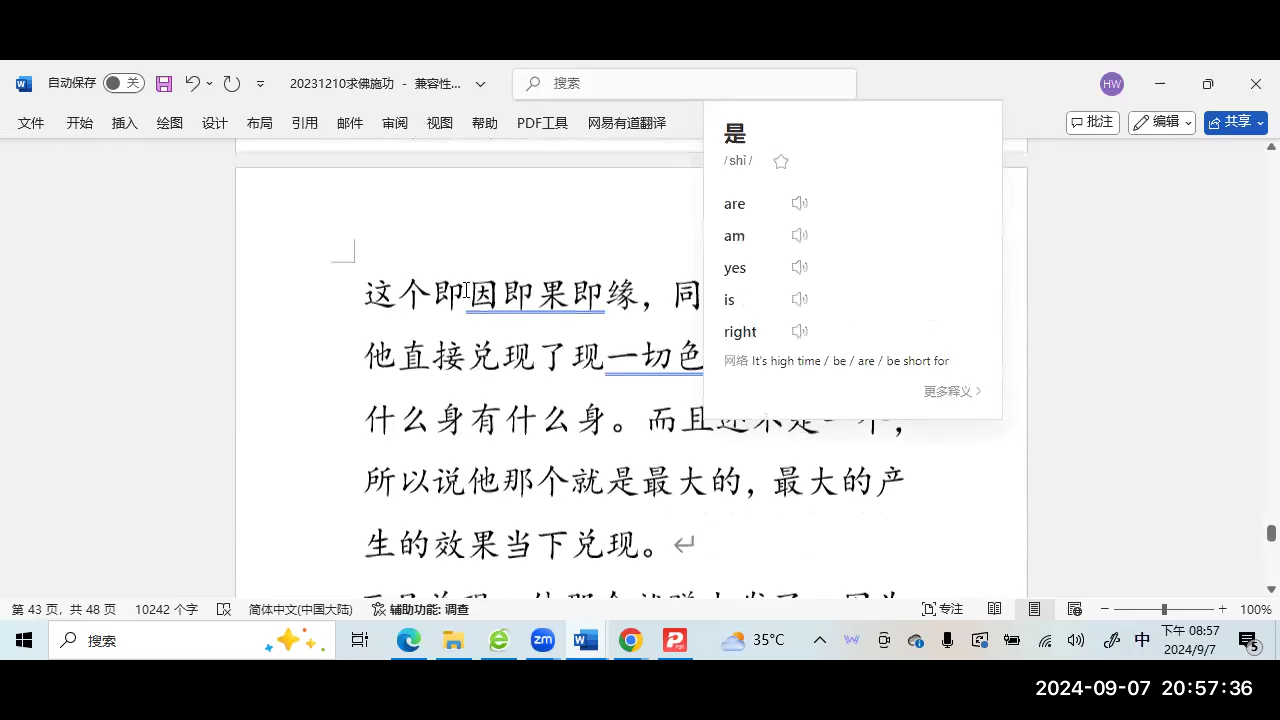 自动保存 关 20231210求佛施功 - 兼容性... 搜索 HW
文件 开始 插入 绘图 设计 布局 引用 邮件 审阅 视图 帮助 PDF工具 网易有道翻译 批注 编辑 共享
是
/ shì /
are
am
yes
is
right
网络 It's high time / be / are / be short for
更多释义
这个即因即果即缘，同
他直接兑现了现一切色
什么身有什么身。而且还不是一个，
所以说他那个就是最大的，最大的产
生的效果当下兑现。
第 43 页，共 48 页 10242 个字 简体中文(中国大陆) 辅助功能: 调查 专注 100%
搜索 zm 35°C 中 下午 08:57
2024/9/7 5
2024-09-07 20:57:36